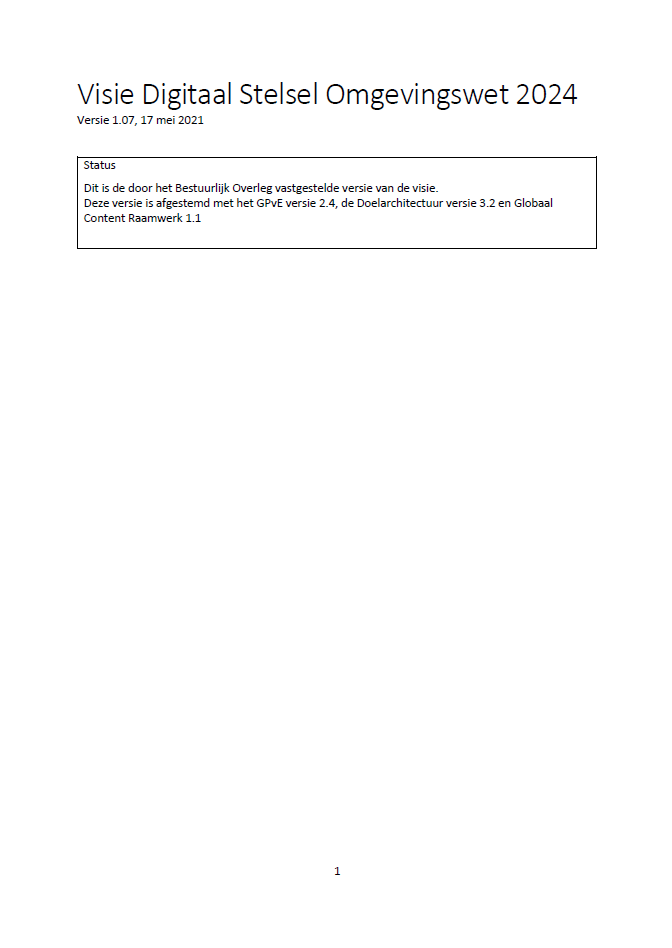 Visie Digitaal Stelsel Omgevingswet 2024
Versie 1.07, 17 mei 2021
Status
Dit is de door het Bestuurlijk Overleg vastgestelde versie van de visie.
Deze versie is afgestemd met het GPvE versie 2.4, de Doelarchitectuur versie 3.2 en Globaal
Content Raamwerk 1.1
1